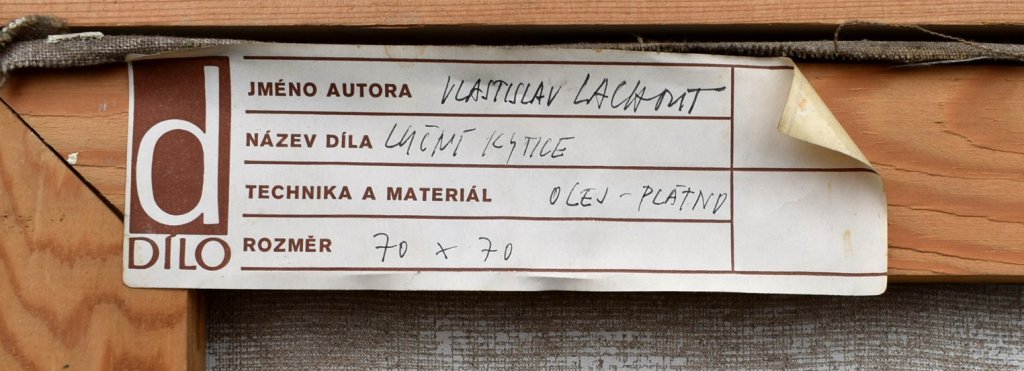 d
DÍLO
JMÉNO AUTORA VLASTISLAV LACHOUT
NÁZEV DÍLA LUČNÍ KYTICE
TECHNIKA A MATERIÁL OLEJ - PLÁTNO
ROZMĚR 70 x 70